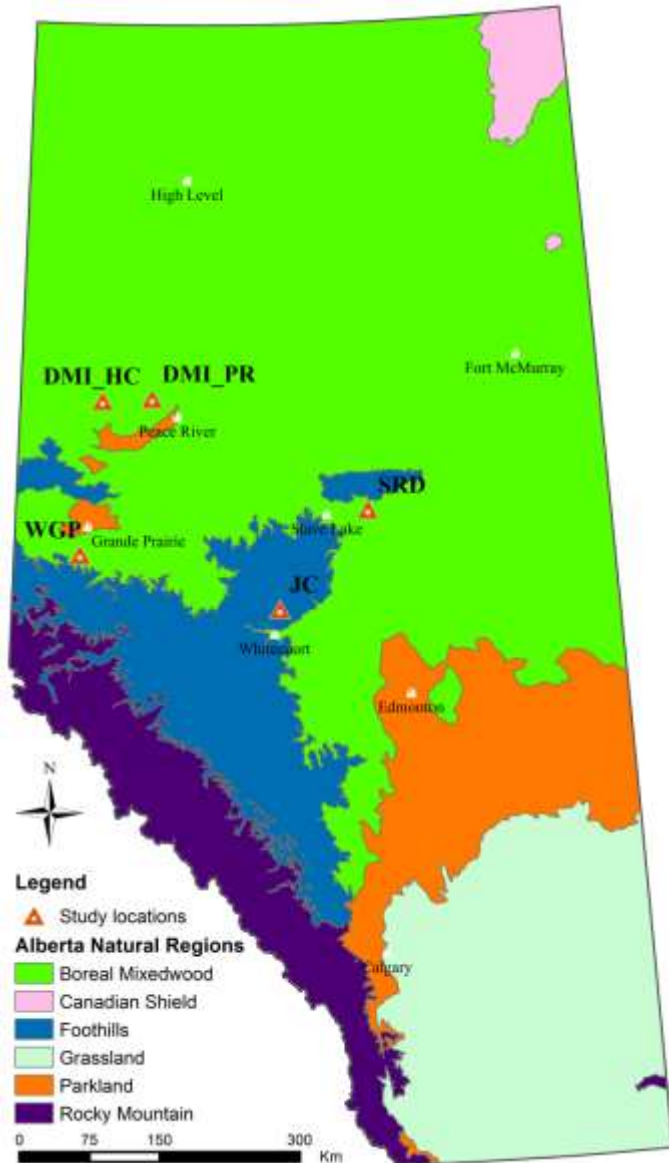 High Level
Fort McMurray
DMI_HC
DMI_PR
Peace River
SRD
Slave Lake
WGP
Grande Prairie
JC
Whitecourt
Edmonton
N
Calgary
Legend
Study locations
Alberta Natural Regions
Boreal Mixedwood
Canadian Shield
Foothills
Grassland
Parkland
Rocky Mountain
0 75 150 300
Km